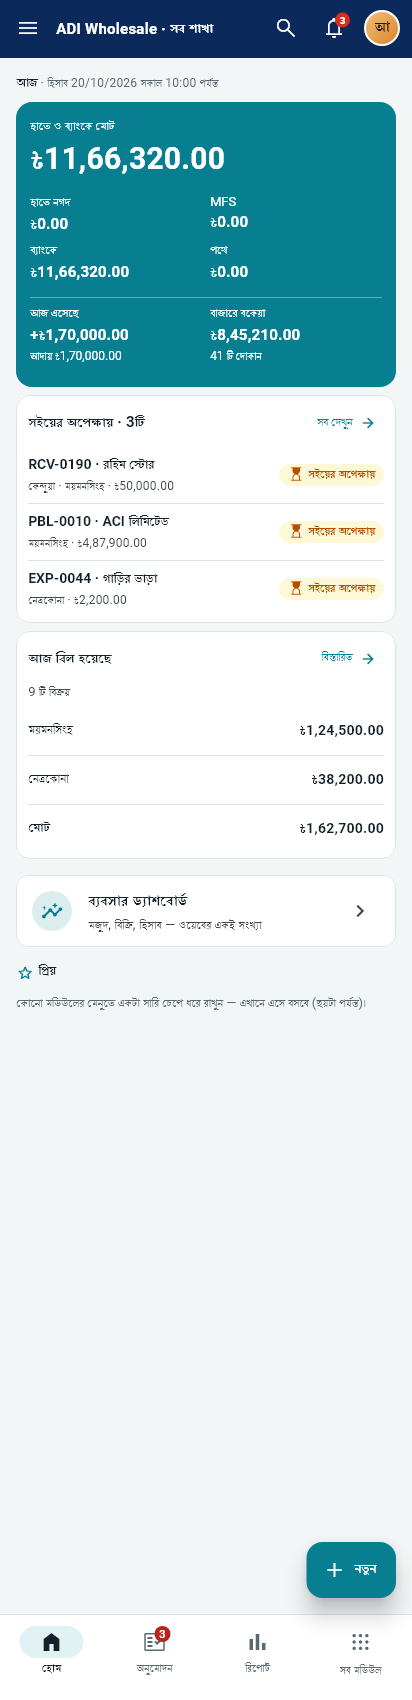 ADI Wholesale · সব শাখা
3
আ
আজ · হিসাব 20/10/2026 সকাল 10:00 পর্যন্ত
হাতে ও ব্যাংকে মোট
৳11,66,320.00
হাতে নগদ
MFS
৳0.00
৳0.00
ব্যাংকে
পথে
৳11,66,320.00
৳0.00
আজ এসেছে
বাজারে বকেয়া
+৳1,70,000.00
৳8,45,210.00
আদায় ৳1,70,000.00
41 টি দোকান
সইয়ের অপেক্ষায় · 3টি
সব দেখুন
RCV-0190 · রহিম স্টোর
কেন্দুয়া · ময়মনসিংহ · ৳50,000.00
সইয়ের অপেক্ষায়
PBL-0010 · ACI লিমিটেড
ময়মনসিংহ · ৳4,87,900.00
সইয়ের অপেক্ষায়
EXP-0044 · গাড়ির ভাড়া
নেত্রকোনা · ৳2,200.00
সইয়ের অপেক্ষায়
আজ বিল হয়েছে
বিস্তারিত
9 টি বিক্রয়
ময়মনসিংহ
৳1,24,500.00
নেত্রকোনা
৳38,200.00
মোট
৳1,62,700.00
ব্যবসার ড্যাশবোর্ড
মজুদ, বিক্রি, হিসাব — ওয়েবের একই সংখ্যা
প্রিয়
কোনো মডিউলের মেনুতে একটা সারি চেপে ধরে রাখুন — এখানে এসে বসবে (ছয়টা পর্যন্ত)।
নতুন
3
হোম
অনুমোদন
রিপোর্ট
সব মডিউল